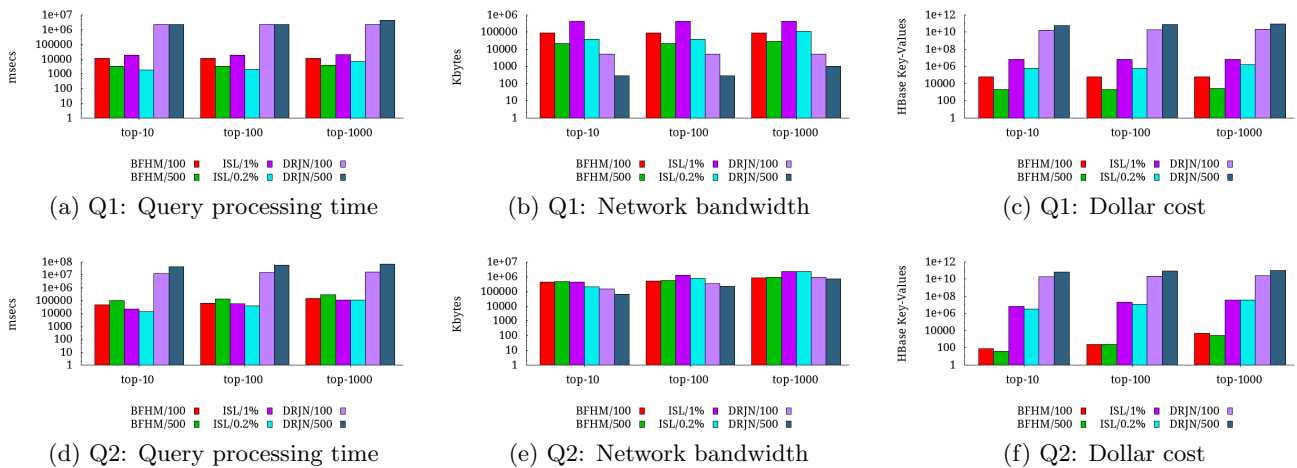 1e+07
1e+06
100000
10000
1000
100
10
1
msecs
top-10 top-100 top-1000
BFHM/100 ISL/1% DRJN/100
BFHM/500 ISL/0.2% DRJN/500
(a) Q1: Query processing time
1e+06
100000
10000
1000
100
10
1
Kbytes
top-10 top-100 top-1000
BFHM/100 ISL/1% DRJN/100
BFHM/500 ISL/0.2% DRJN/500
(b) Q1: Network bandwidth
1e+12
1e+10
1e+08
1e+06
10000
100
1
HBase Key-Values
top-10 top-100 top-1000
BFHM/100 ISL/1% DRJN/100
BFHM/500 ISL/0.2% DRJN/500
(c) Q1: Dollar cost
1e+08
1e+07
1e+06
100000
10000
1000
100
10
1
msecs
top-10 top-100 top-1000
BFHM/100 ISL/1% DRJN/100
BFHM/500 ISL/0.2% DRJN/500
(d) Q2: Query processing time
1e+07
1e+06
100000
10000
1000
100
10
1
Kbytes
top-10 top-100 top-1000
BFHM/100 ISL/1% DRJN/100
BFHM/500 ISL/0.2% DRJN/500
(e) Q2: Network bandwidth
1e+12
1e+10
1e+08
1e+06
10000
100
1
HBase Key-Values
top-10 top-100 top-1000
BFHM/100 ISL/1% DRJN/100
BFHM/500 ISL/0.2% DRJN/500
(f) Q2: Dollar cost